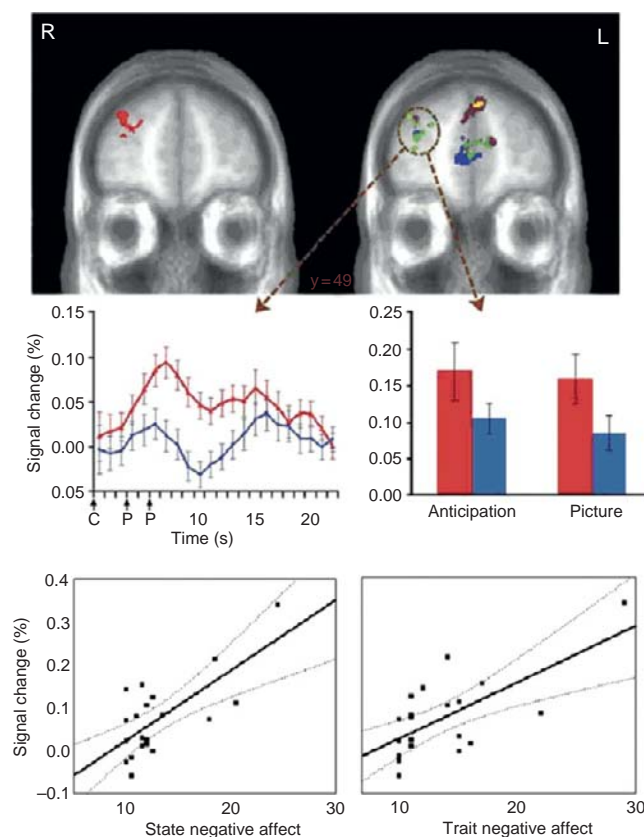 R L
y=49
0.15
0.10
0.05
0.00
0.05
Signal change (%)
C P P 10 15 20
Time (s)
0.25
0.20
0.15
0.10
0.05
0.00
Anticipation Picture
0.4
0.3
0.2
0.1
0.0
–0.1
Signal change (%)
10 20 30
State negative affect
10 20 30
Trait negative affect